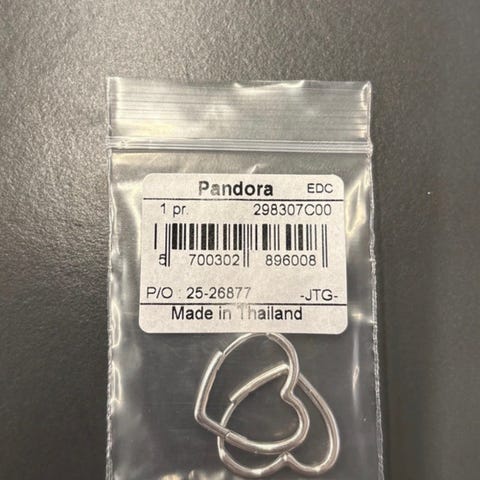 Pandora EDC
1 pr. 298307C00
5 700302 896008
P/O : 25-26877 -JTG-
Made in Thailand